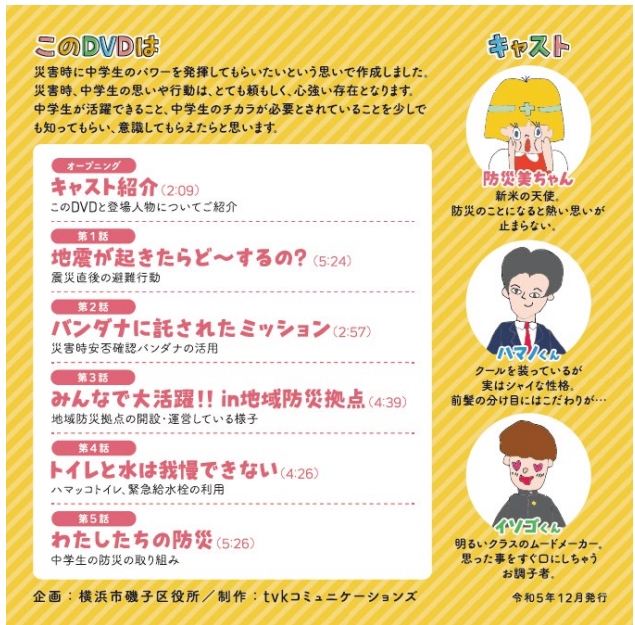 このDVDは
災害時に中学生のパワーを発揮してもらいたいという思いで作成しました。
災害時、中学生の思いや行動は、とても頼もしく、心強い存在となります。
中学生が活躍できること、中学生のチカラが必要とされていることを少しで
も知ってもらい、意識してもらえたらと思います。
オープニング
キャスト紹介(2:09)
このDVDと登場人物についてご紹介
第1話
地震が起きたらど〜するの?(5:24)
震災直後の避難行動
第2話
バンダナに託されたミッション(2:57)
災害時安否確認バンダナの活用
第3話
みんなで大活躍!! in地域防災拠点(4:39)
地域防災拠点の開設・運営している様子
第4話
トイレと水は我慢できない(4:26)
ハマッコトイレ、緊急給水栓の利用
第5話
わたしたちの防災(5:26)
中学生の防災の取り組み
キャスト
防災美ちゃん
新米の天使。
防災のことになると熱い思いが
止まらない。
ハマノくん
クールを装っているが
実はシャイな性格。
前髪の分け目にはこだわりが…
イソゴくん
明るいクラスのムードメーカー。
思った事をすぐ口にしちゃう
お調子者。
企画：横浜市磯子区役所／制作：tvkコミュニケーションズ
令和5年12月発行